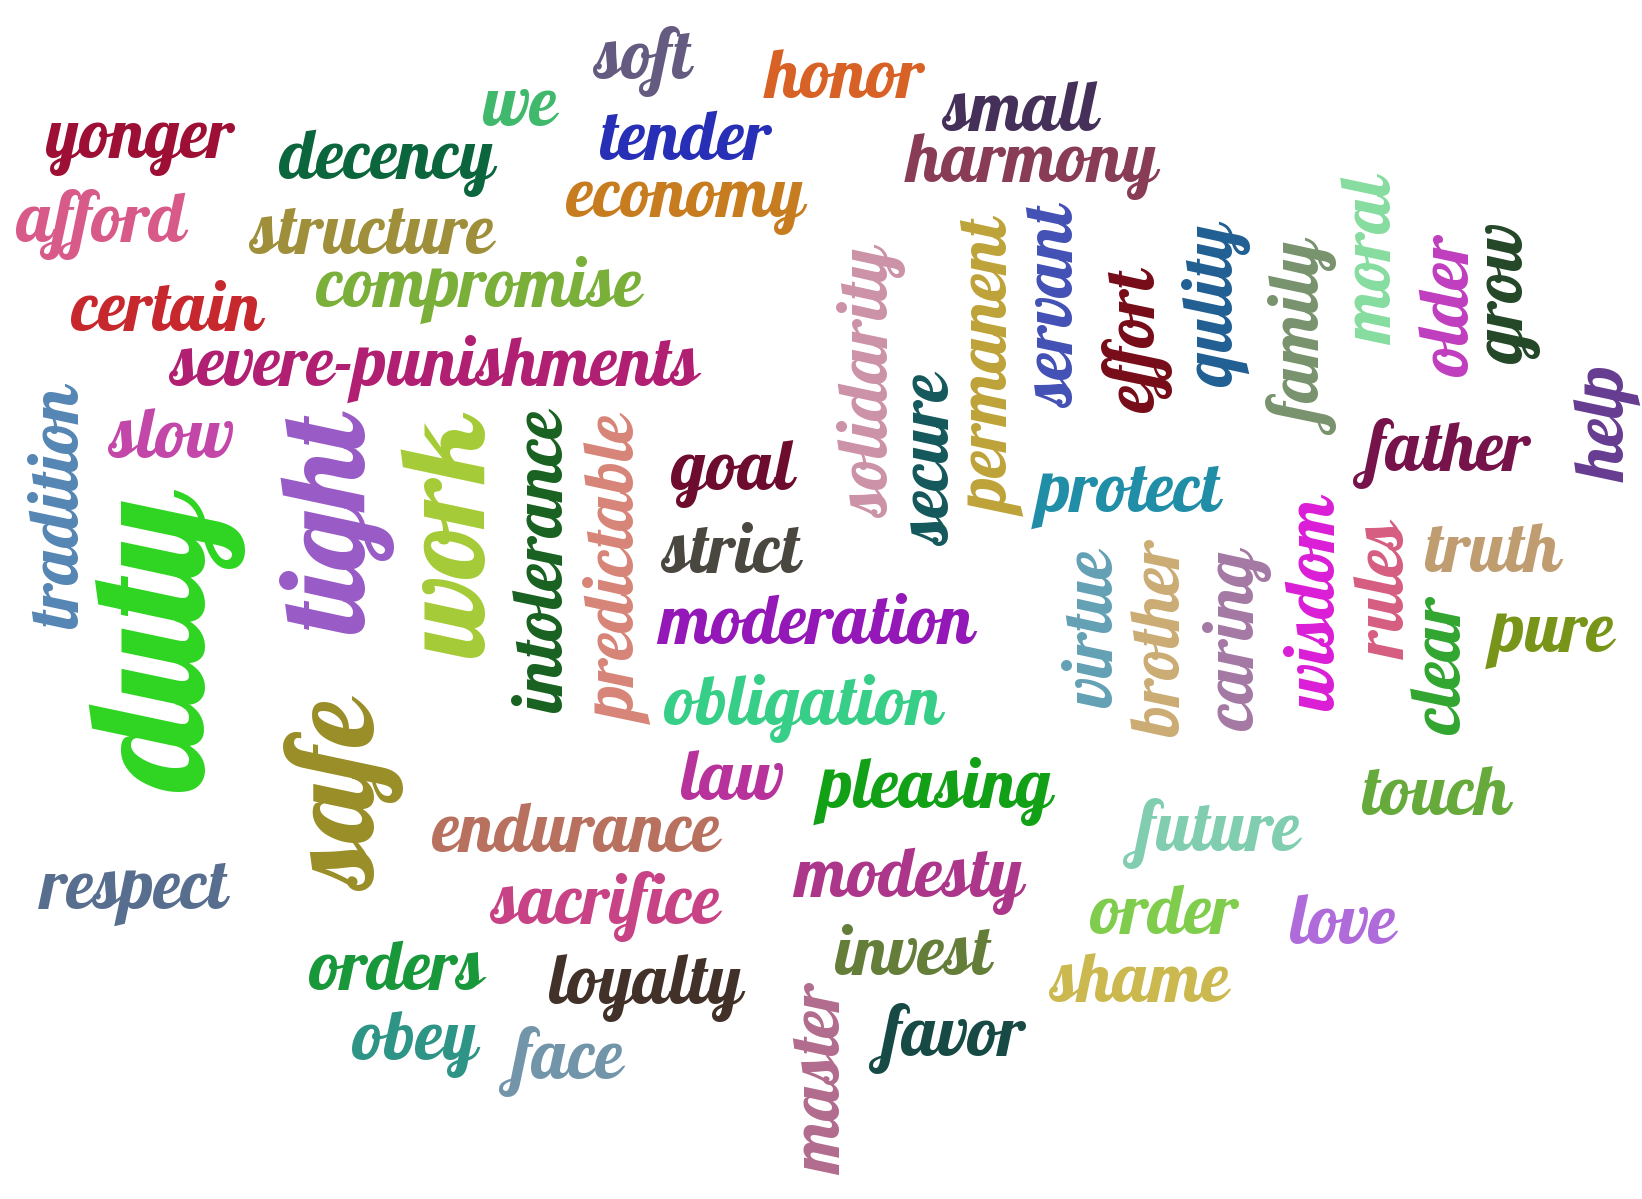 soft
honor
we
small
tender
yonger
decency
harmony
economy
afford
structure
compromise
certain
severe-punishments
solidarity
permanent
servant
effort
qulity
family
moral
older
grow
help
secure
tradition
slow
tight
work
intolerance
predictable
goal
father
protect
duty
strict
virtue
brother
caring
wisdom
rules
truth
moderation
clear
pure
obligation
safe
law
pleasing
touch
endurance
future
respect
modesty
sacrifice
order
love
invest
orders
loyalty
shame
obey
face
master
favor